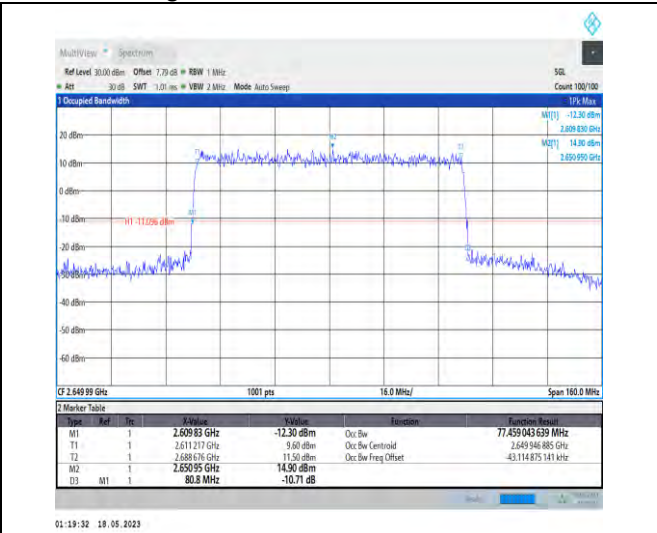 MultiView Spectrum
Ref Level 30.00 dBm Offset 7.79 dB RBW 1 MHz SGL
Att 30 dB SWT 1.01 ms VBW 2 MHz Mode Auto Sweep Count 100/100
1 Occupied Bandwidth 1Pk Max
M1[1] -12.30 dBm
2.609 830 GHz
20 dBm M2[1] 14.90 dBm
2.650 950 GHz
10 dBm
0 dBm
M1
-10 dBm H1
-20 dBm
-30 dBm
-40 dBm
-50 dBm
-60 dBm
CF 2.649 99 GHz 1001 pts 16.0 MHz/ Span 160.0 MHz
2 Marker Table
Type Ref Trc X-Value Y-Value Function Function Result
M1 1 2.609 83 GHz -12.30 dBm Occ Bw 77.459 043 639 MHz
T1 1 2.611 217 GHz 9.60 dBm Occ Bw Centroid 2.649 946 885 GHz
T2 1 2.688 676 GHz 11.50 dBm Occ Bw Freq Offset -43.114 875 141 kHz
M2 1 2.650 95 GHz 14.90 dBm
D3 M1 1 80.8 MHz -10.71 dB
01:19:32 18.05.2023